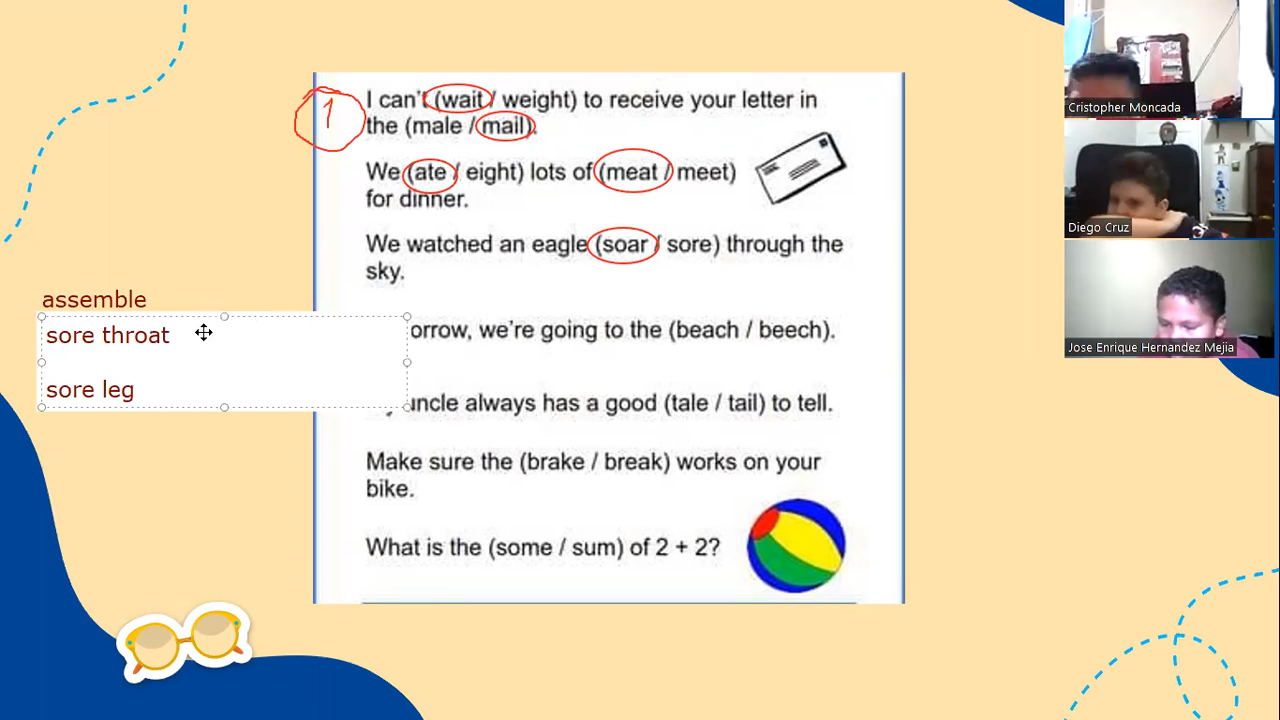 1
I can't (wait / weight) to receive your letter in
the (male / mail).
We (ate / eight) lots of (meat / meet)
for dinner.
We watched an eagle (soar / sore) through the
sky.
assemble
sore throat
sore leg
orrow, we're going to the (beach / beech).
uncle always has a good (tale / tail) to tell.
Make sure the (brake / break) works on your
bike.
What is the (some / sum) of 2 + 2?
Cristopher Moncada
Diego Cruz
Jose Enrique Hernandez Mejia